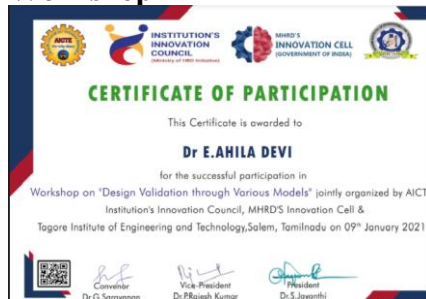 AICTE
INSTITUTION'S
INNOVATION
COUNCIL
(Ministry of HRD Initiative)
MHRD'S
INNOVATION CELL
(GOVERNMENT OF INDIA)
CERTIFICATE OF PARTICIPATION
This Certificate is awarded to
Dr E.AHILA DEVI
for the successful participation in
Workshop on "Design Validation through Various Models" jointly organized by AICT
Institution's Innovation Council, MHRD'S Innovation Cell &
Tagore Institute of Engineering and Technology,Salem, Tamilnadu on 09th January 2021
Convenor
Dr.G.Saravanan
Vice-President
Dr.P.Rajesh Kumar
President
Dr.S.Jayanthi